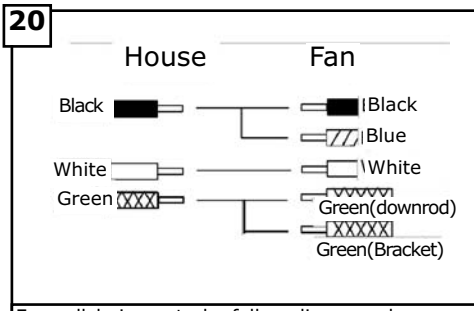 20
House Fan
Black Black
Blue
White White
Green Green(downrod)
Green(Bracket)